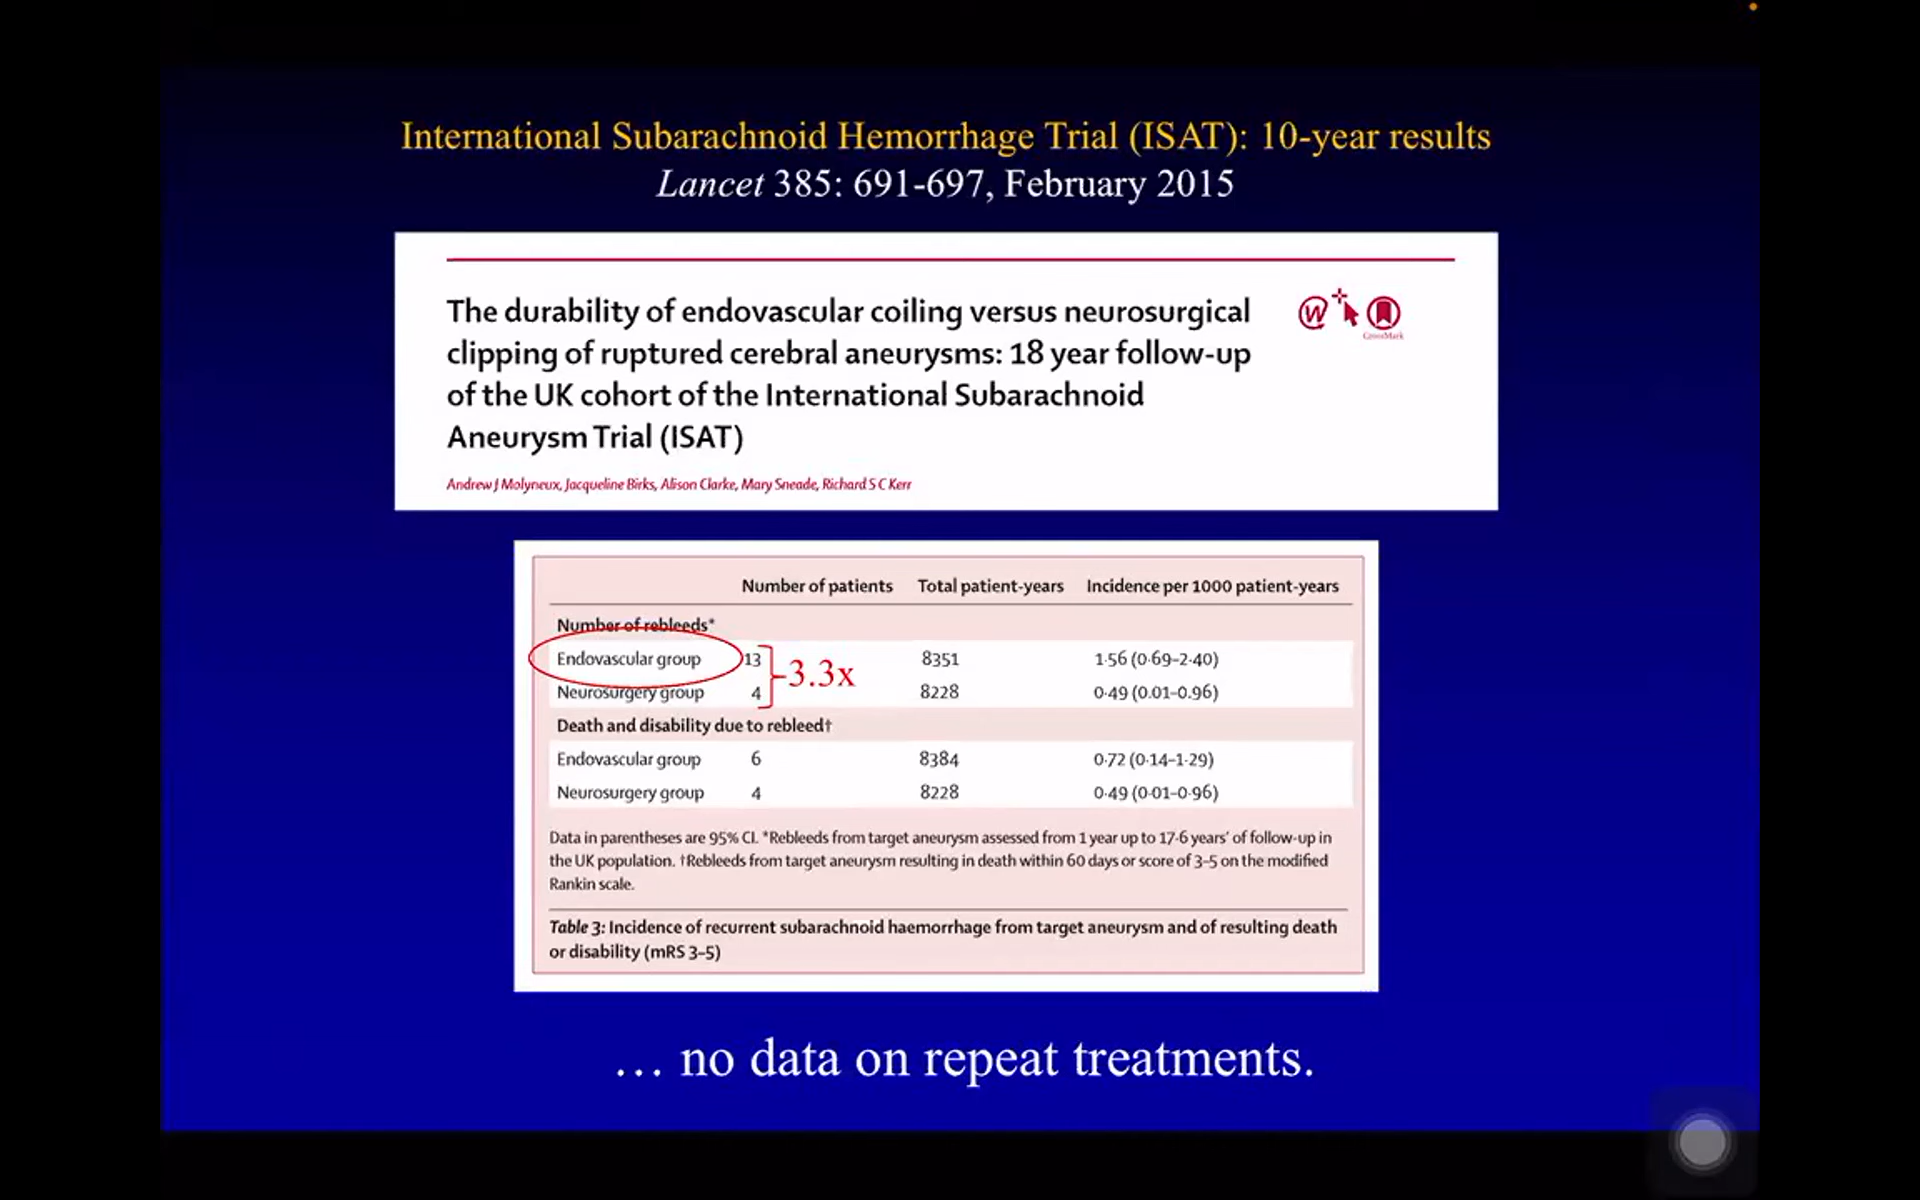 International Subarachnoid Hemorrhage Trial (ISAT): 10-year results
Lancet 385: 691-697, February 2015
The durability of endovascular coiling versus neurosurgical
clipping of ruptured cerebral aneurysms: 18 year follow-up
of the UK cohort of the International Subarachnoid
Aneurysm Trial (ISAT)
W
CrossMark
Andrew J Molyneux, Jacqueline Birks, Alison Clarke, Mary Sneade, Richard S C Kerr
Number of patients Total patient-years Incidence per 1000 patient-years
Number of rebleeds*
Endovascular group 13 8351 1·56 (0·69–2·40)
3.3x
Neurosurgery group 4 8228 0·49 (0.01–0·96)
Death and disability due to rebleed†
Endovascular group 6 8384 0·72 (0·14–1·29)
Neurosurgery group 4 8228 0·49 (0·01–0·96)
Data in parentheses are 95% CI. *Rebleeds from target aneurysm assessed from 1 year up to 17·6 years' of follow-up in
the UK population. †Rebleeds from target aneurysm resulting in death within 60 days or score of 3–5 on the modified
Rankin scale.
Table 3: Incidence of recurrent subarachnoid haemorrhage from target aneurysm and of resulting death
or disability (mRS 3–5)
… no data on repeat treatments.